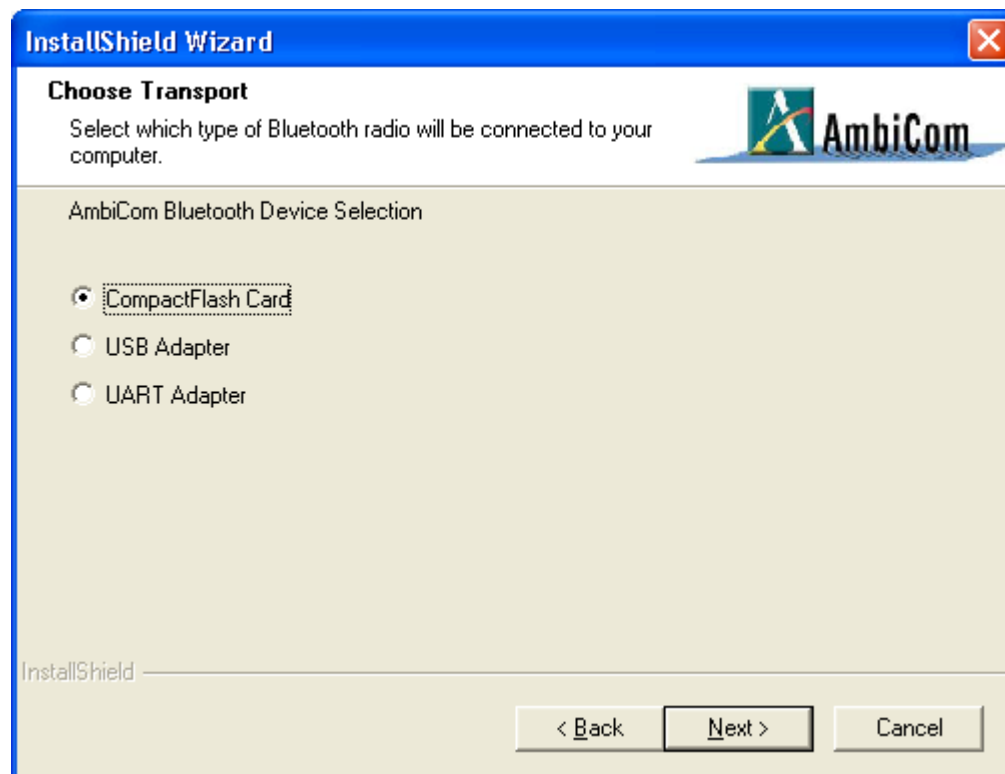 InstallShield Wizard
Choose Transport
Select which type of Bluetooth radio will be connected to your
computer.
AmbiCom
AmbiCom Bluetooth Device Selection
CompactFlash Card
USB Adapter
UART Adapter
InstallShield
< Back
Next >
Cancel